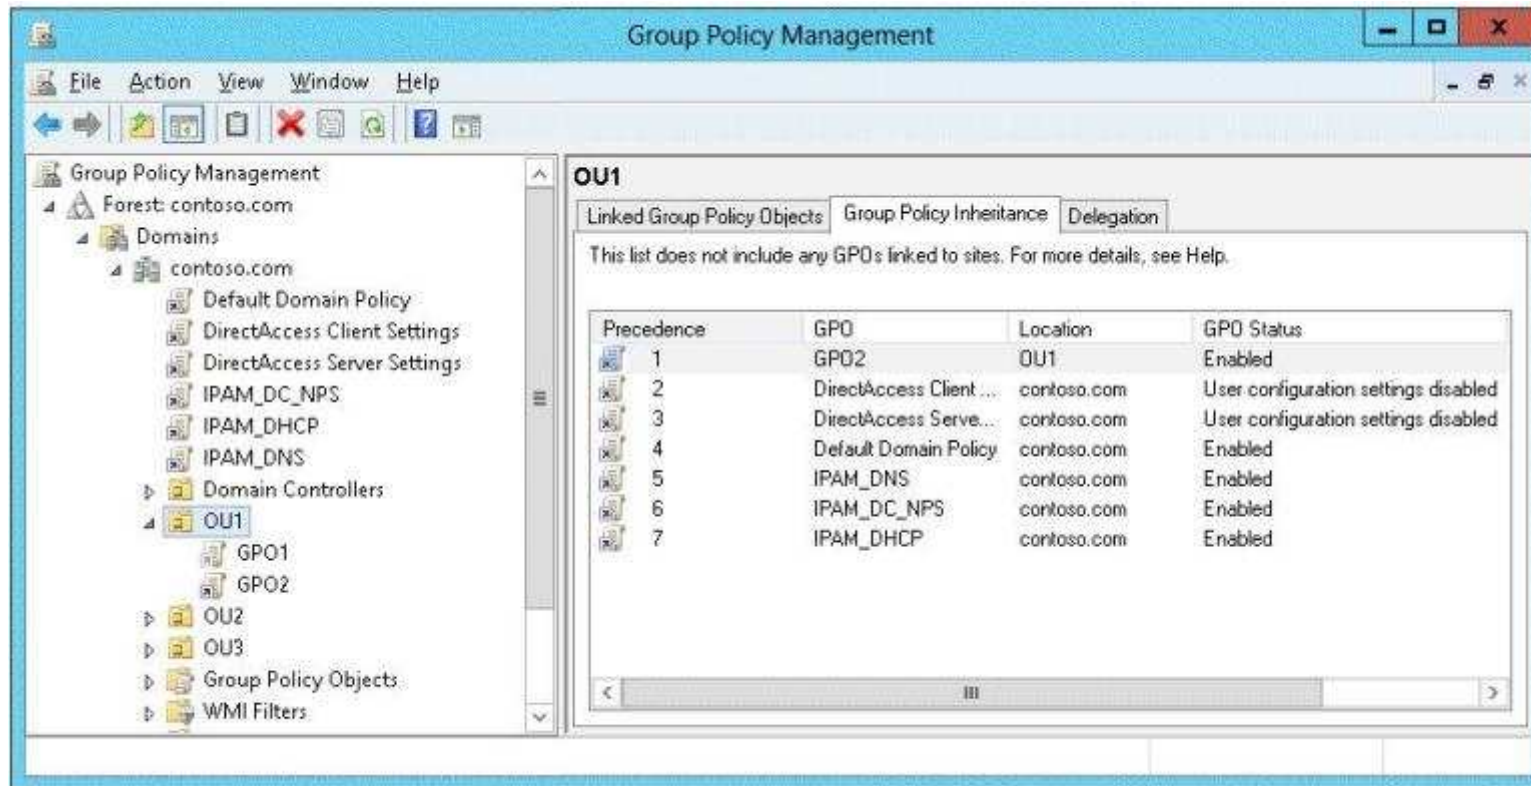 Group Policy Management
File Action View Window Help
Group Policy Management
Forest: contoso.com
Domains
contoso.com
Default Domain Policy
DirectAccess Client Settings
DirectAccess Server Settings
IPAM_DC_NPS
IPAM_DHCP
IPAM_DNS
Domain Controllers
OU1
GPO1
GPO2
OU2
OU3
Group Policy Objects
WMI Filters
OU1
Linked Group Policy Objects Group Policy Inheritance Delegation
This list does not include any GPOs linked to sites. For more details, see Help.
Precedence GPO Location GPO Status
1 GPO2 OU1 Enabled
2 DirectAccess Client ... contoso.com User configuration settings disabled
3 DirectAccess Serve... contoso.com User configuration settings disabled
4 Default Domain Policy contoso.com Enabled
5 IPAM_DNS contoso.com Enabled
6 IPAM_DC_NPS contoso.com Enabled
7 IPAM_DHCP contoso.com Enabled